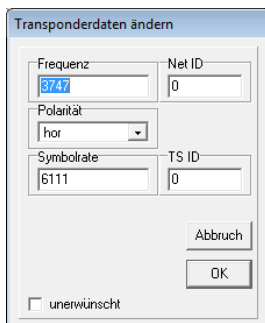 Transponderdaten ändern
Frequenz
3747
Net ID
0
Polarität
hor
Symbolrate
6111
TS ID
0
Abbruch
OK
unerwünscht